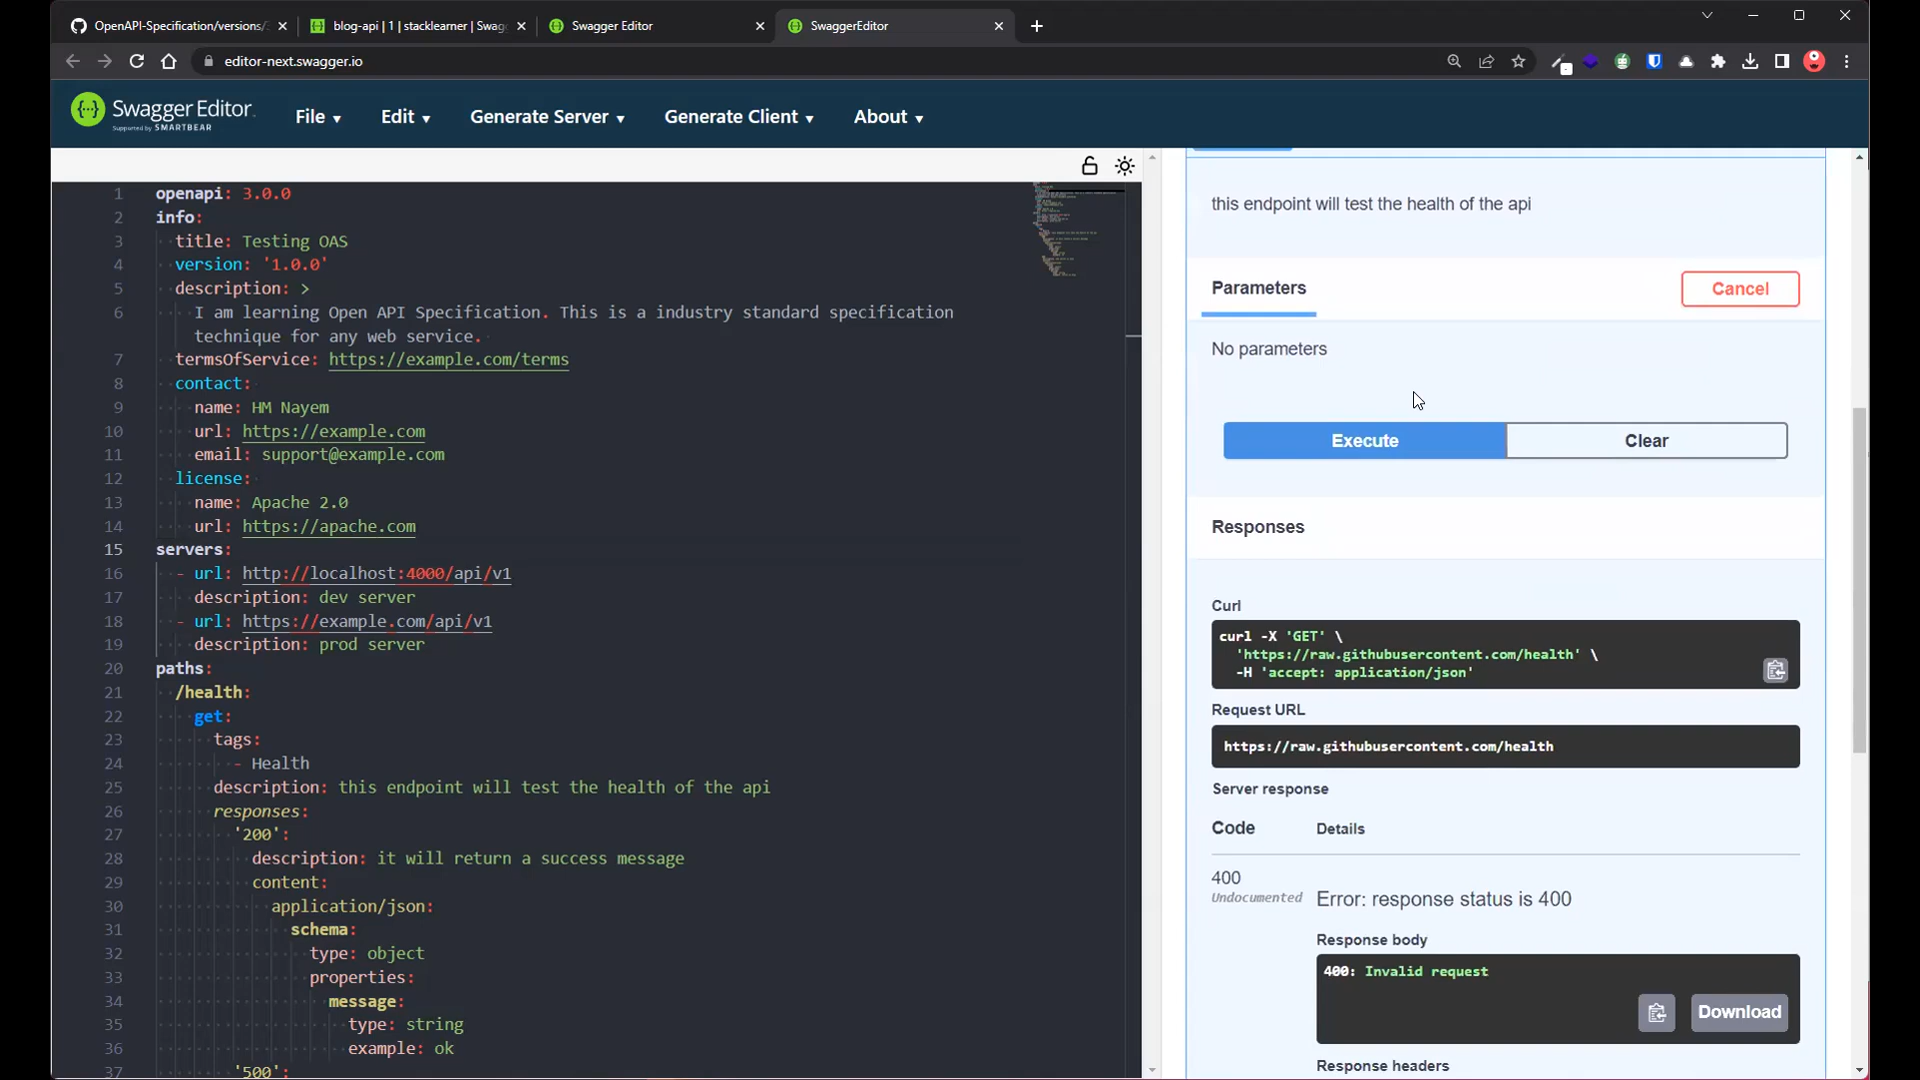 OpenAPI-Specification/versions/3
blog-api | 1 | stacklearner | Swag
Swagger Editor
SwaggerEditor
editor-next.swagger.io
Swagger Editor
Supported by SMARTBEAR
File
Edit
Generate Server
Generate Client
About
1 openapi: 3.0.0
2 info:
3 title: Testing OAS
4 version: '1.0.0'
5 description: >
6 I am learning Open API Specification. This is a industry standard specification
technique for any web service.
7 termsOfService: https://example.com/terms
8 contact:
9 name: HM Nayem
10 url: https://example.com
11 email: support@example.com
12 license:
13 name: Apache 2.0
14 url: https://apache.com
15 servers:
16 - url: http://localhost:4000/api/v1
17 description: dev server
18 - url: https://example.com/api/v1
19 description: prod server
20 paths:
21 /health:
22 get:
23 tags:
24 - Health
25 description: this endpoint will test the health of the api
26 responses:
27 '200':
28 description: it will return a success message
29 content:
30 application/json:
31 schema:
32 type: object
33 properties:
34 message:
35 type: string
36 example: ok
37 '500':
this endpoint will test the health of the api
Parameters
Cancel
No parameters
Execute
Clear
Responses
Curl
curl -X 'GET' \
'https://raw.githubusercontent.com/health' \
-H 'accept: application/json'
Request URL
https://raw.githubusercontent.com/health
Server response
Code
Details
400
Undocumented
Error: response status is 400
Response body
400: Invalid request
Download
Response headers